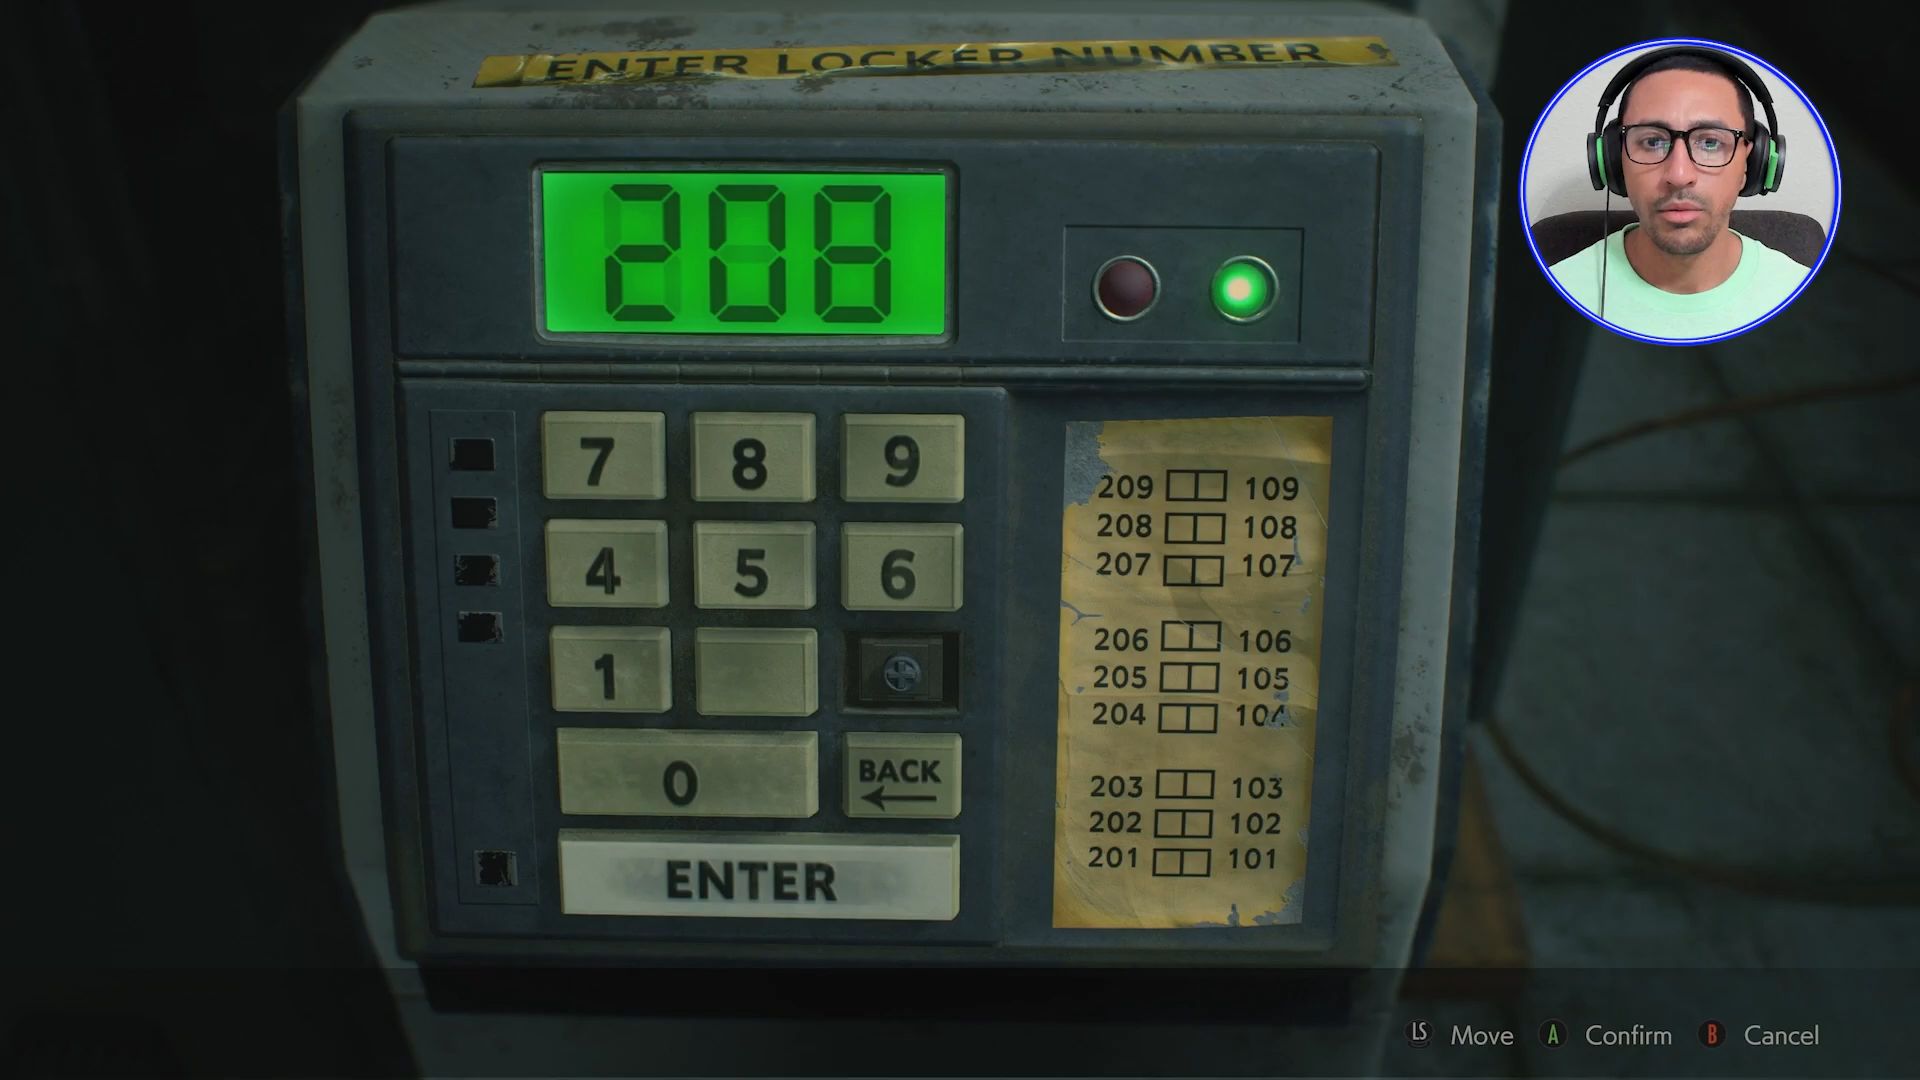 ENTER LOCKER NUMBER
208
7 8 9
4 5 6
1
0 BACK
ENTER
209 109
208 108
207 107
206 106
205 105
204 104
203 103
202 102
201 101
LS Move A Confirm B Cancel